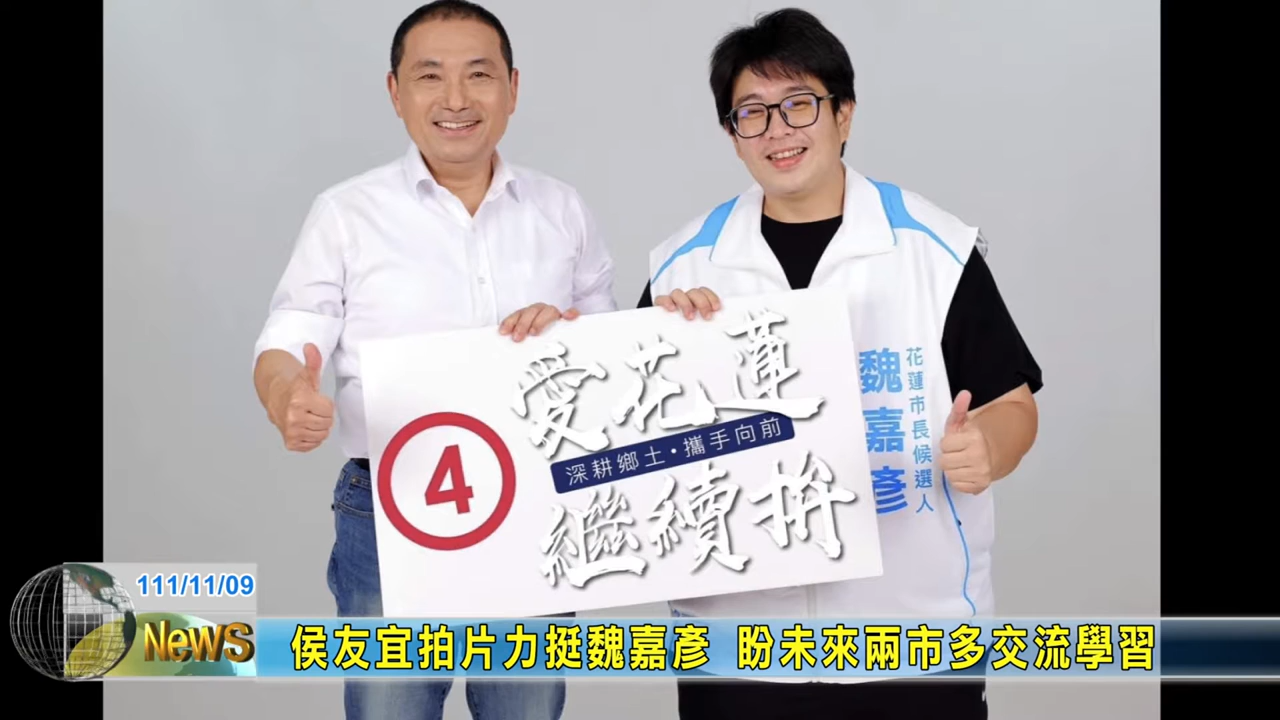 愛花蓮
深耕鄉土・攜手向前
繼續拚
4
花蓮市長候選人
魏嘉彥
111/11/09
NewS
侯友宜拍片力挺魏嘉彥 盼未來兩市多交流學習